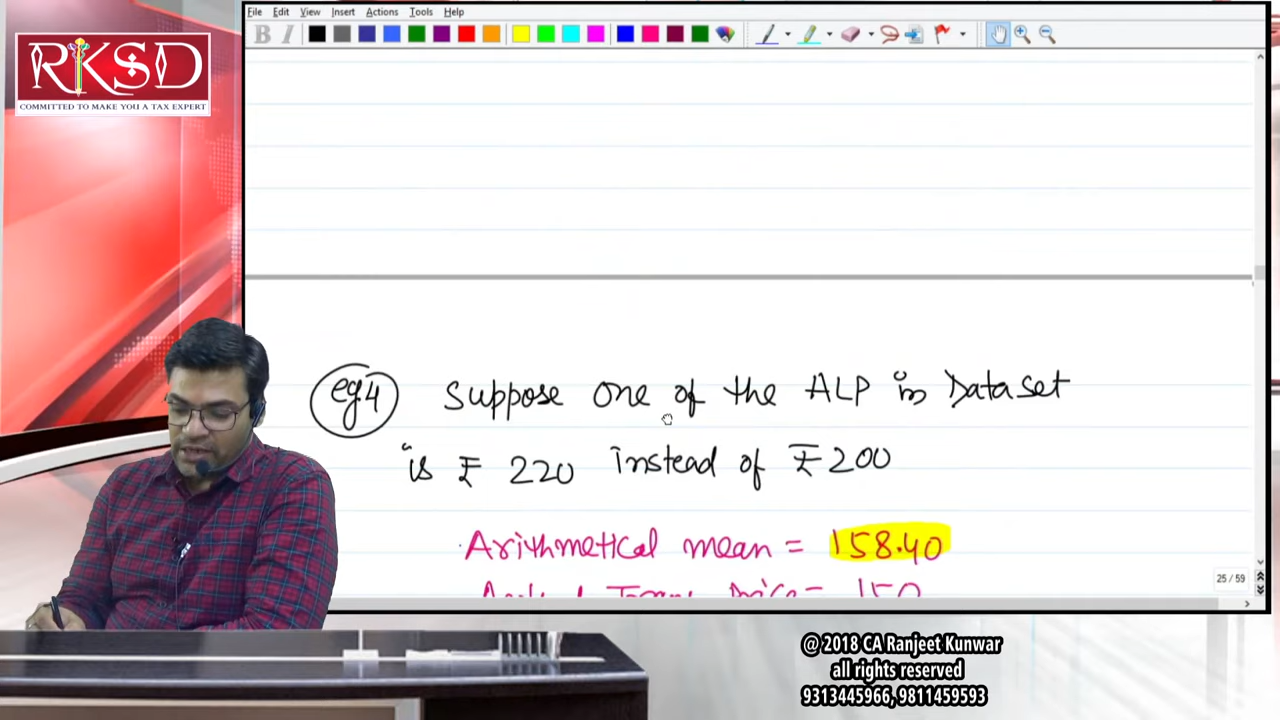 File Edit View Insert Actions Tools Help
B I
RKSD
COMMITTED TO MAKE YOU A TAX EXPERT
eg4 Suppose one of the ALP in Dataset
is ₹ 220 instead of ₹ 200
Arithmetical mean = 158.40
= 150
25 / 59
@ 2018 CA Ranjeet Kunwar
all rights reserved
9313445966, 9811459593